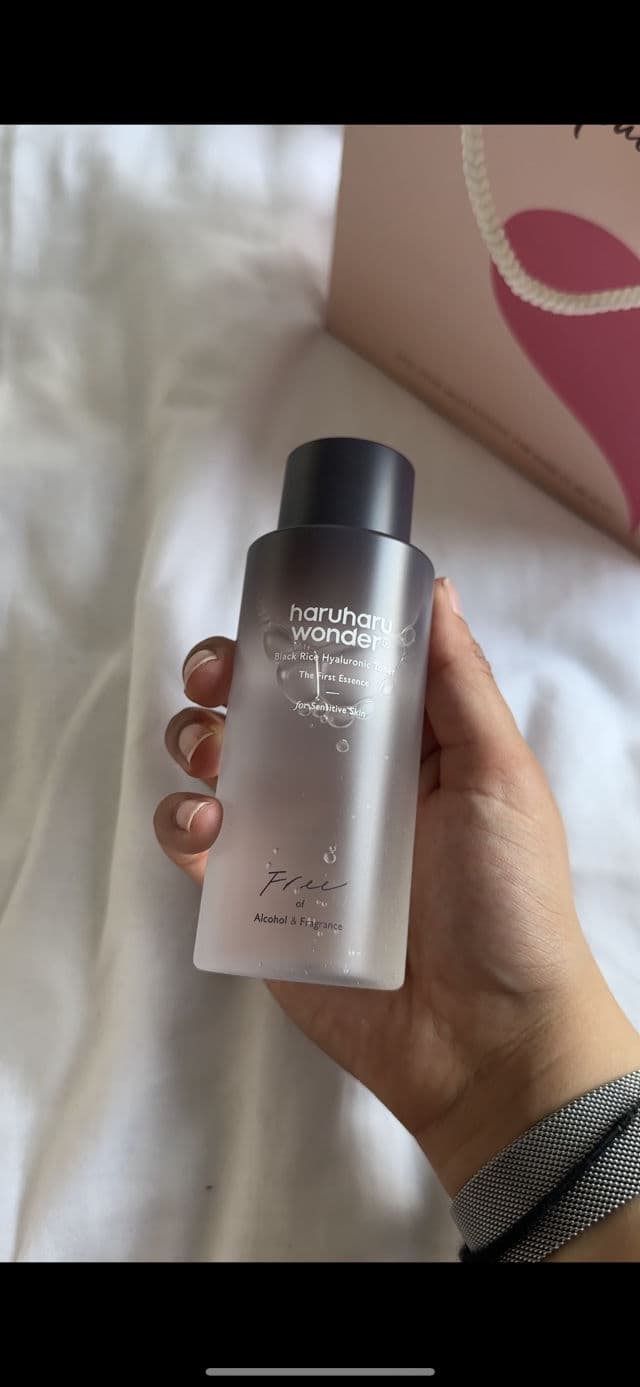 haruharu
wonder®
Black Rice Hyaluronic Toner
The First Essence
for Sensitive Skin
Free
of
Alcohol & Fragrance